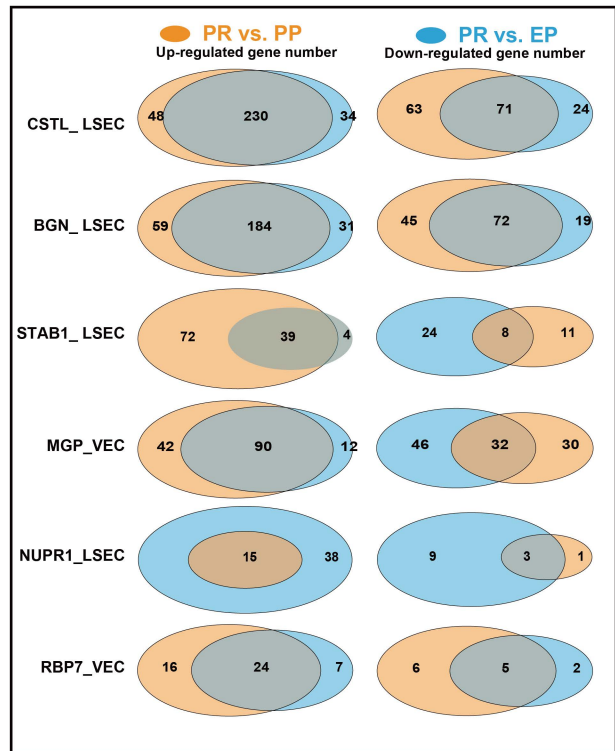 PR vs. PP PR vs. EP
Up-regulated gene number Down-regulated gene number
CSTL_ LSEC 48 230 34 63 71 24
BGN_ LSEC 59 184 31 45 72 19
STAB1_ LSEC 72 39 4 24 8 11
MGP_VEC 42 90 12 46 32 30
NUPR1_LSEC 15 38 9 3 1
RBP7_VEC 16 24 7 6 5 2